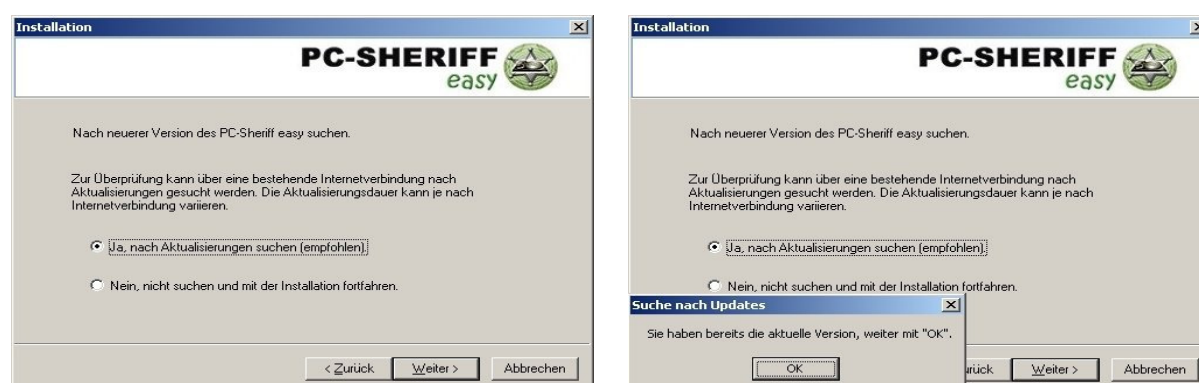 Installation
PC-SHERIFF
easy
Nach neuerer Version des PC-Sheriff easy suchen.
Zur Überprüfung kann über eine bestehende Internetverbindung nach
Aktualisierungen gesucht werden. Die Aktualisierungsdauer kann je nach
Internetverbindung variieren.
Ja, nach Aktualisierungen suchen (empfohlen).
Nein, nicht suchen und mit der Installation fortfahren.
< Zurück Weiter > Abbrechen
Installation
PC-SHERIFF
easy
Nach neuerer Version des PC-Sheriff easy suchen.
Zur Überprüfung kann über eine bestehende Internetverbindung nach
Aktualisierungen gesucht werden. Die Aktualisierungsdauer kann je nach
Internetverbindung variieren.
Ja, nach Aktualisierungen suchen (empfohlen).
Nein, nicht suchen und mit der Installation fortfahren.
Suche nach Updates
Sie haben bereits die aktuelle Version, weiter mit "OK".
OK
urück Weiter > Abbrechen